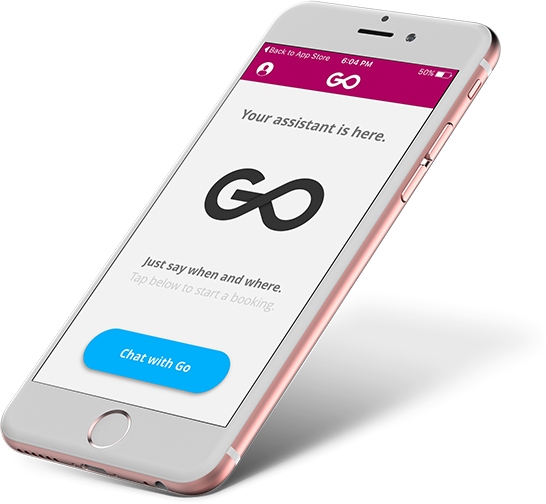 Back to App Store
6:04 PM
50%
GO
Your assistant is here.
GO
Just say when and where.
Tap below to start a booking.
Chat with Go